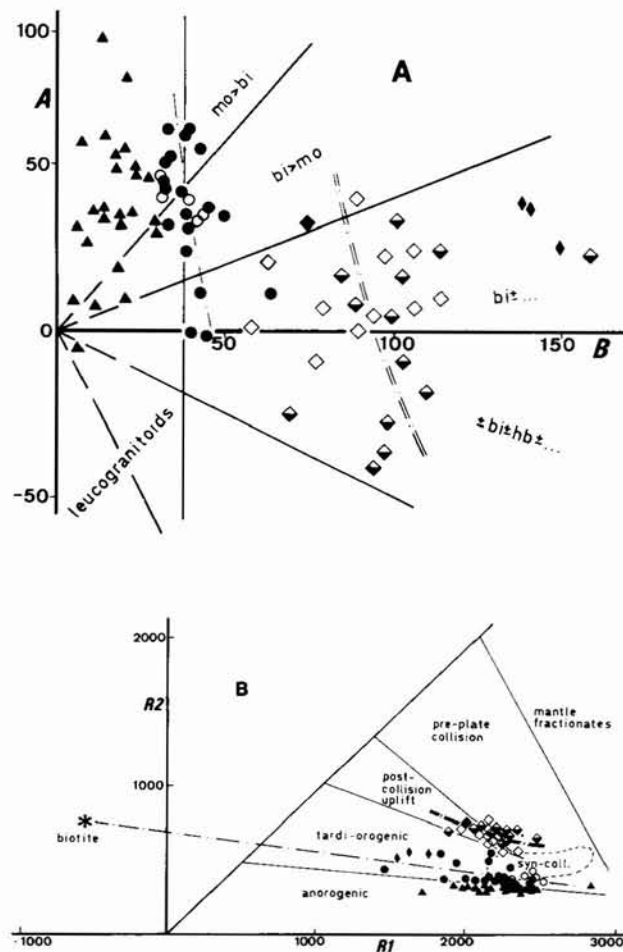 100
A
A
mo>bi
50
bi>mo
bi±...
0
50
100
150
B
±bi±hb±...
leucogranitoids
-50
2000
R2
B
mantle
fractionates
pre-plate
collision
1000
post-
collision
uplift
biotite
tardi-orogenic
syn-coll.
anorogenic
-1000
0
1000
R1
2000
3000